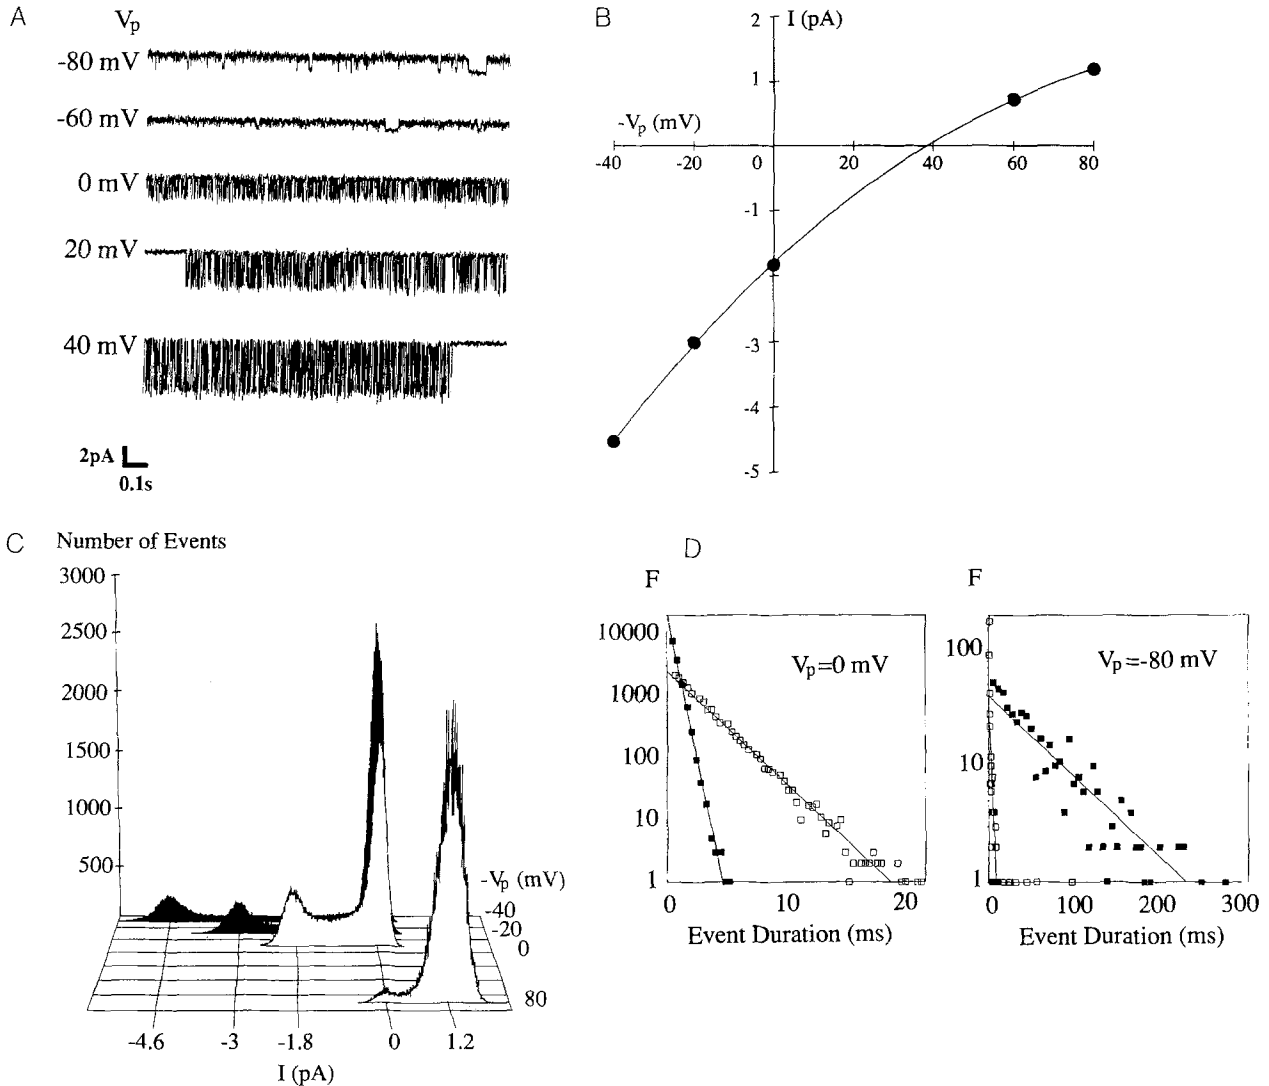 A
Vp
-80 mV
-60 mV
0 mV
20 mV
40 mV
2pA
0.1s
B
2
I (pA)
1
-Vp (mV)
-40
-20
0
20
40
60
80
-1
-3
-4
-5
C
Number of Events
3000
2500
2000
1500
1000
500
-Vp (mV)
-40
-20
0
80
-4.6
-3
-1.8
0
1.2
I (pA)
D
F
10000
1000
100
10
1
Vp=0 mV
0
10
20
Event Duration (ms)
F
100
10
1
Vp=-80 mV
0
100
200
300
Event Duration (ms)